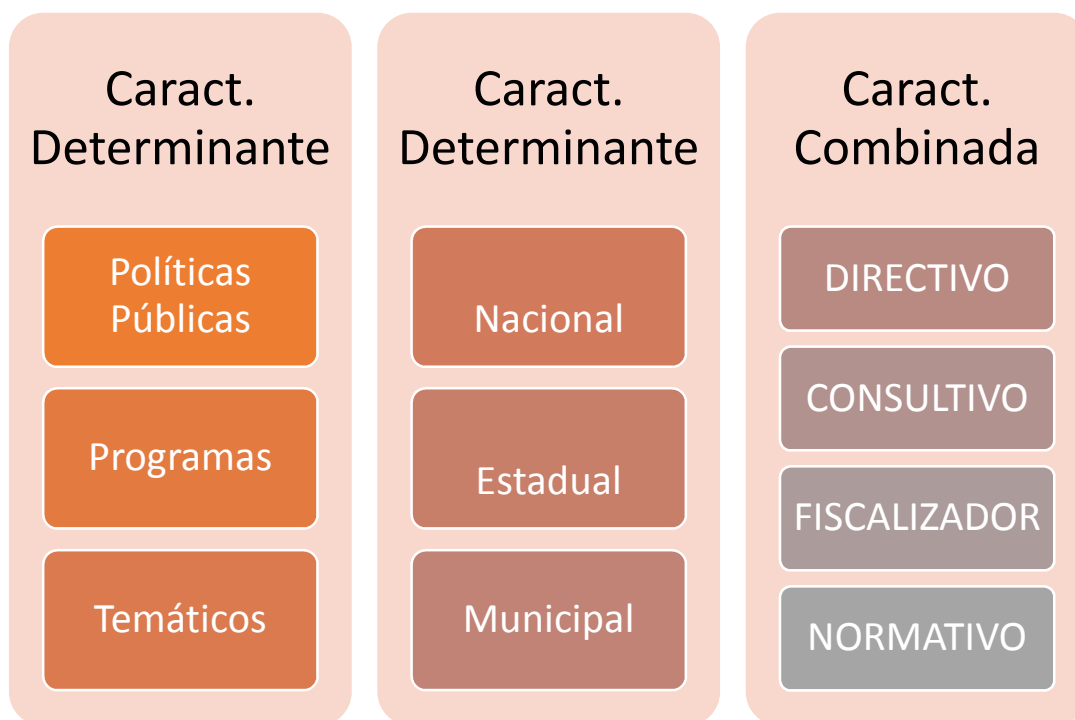 Caract.
Determinante
Políticas
Públicas
Programas
Temáticos
Caract.
Determinante
Nacional
Estadual
Municipal
Caract.
Combinada
DIRECTIVO
CONSULTIVO
FISCALIZADOR
NORMATIVO